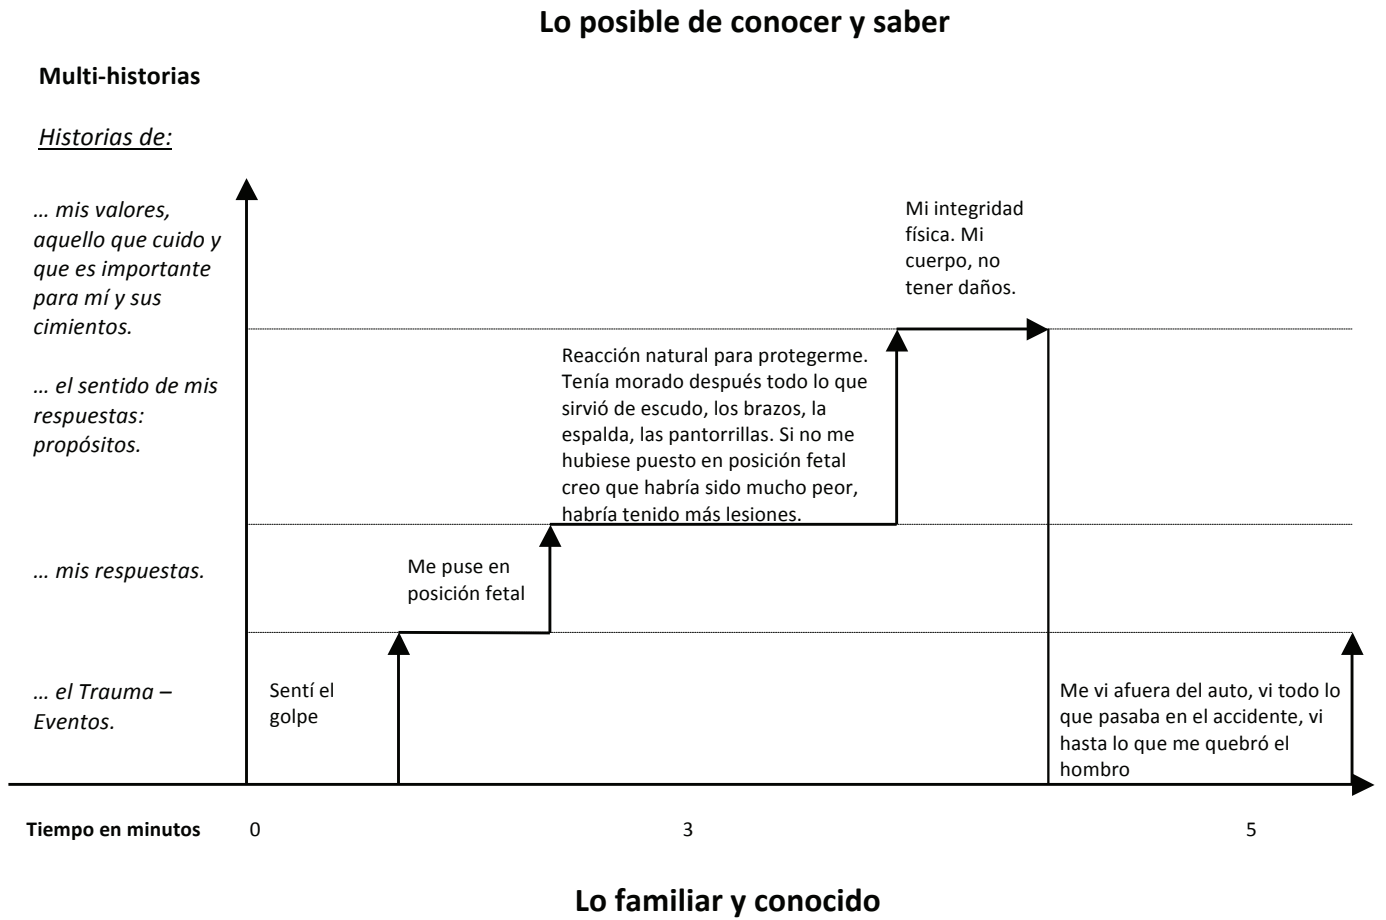 Lo posible de conocer y saber
Multi-historias
Historias de:
… mis valores,
aquello que cuido y
que es importante
para mí y sus
cimientos.
Mi integridad
física. Mi
cuerpo, no
tener daños.
… el sentido de mis
respuestas:
propósitos.
Reacción natural para protegerme.
Tenía morado después todo lo que
sirvió de escudo, los brazos, la
espalda, las pantorrillas. Si no me
hubiese puesto en posición fetal
creo que habría sido mucho peor,
habría tenido más lesiones.
… mis respuestas.
Me puse en
posición fetal
… el Trauma –
Eventos.
Sentí el
golpe
Me vi afuera del auto, vi todo lo
que pasaba en el accidente, vi
hasta lo que me quebró el
hombro
Tiempo en minutos 0 3 5
Lo familiar y conocido